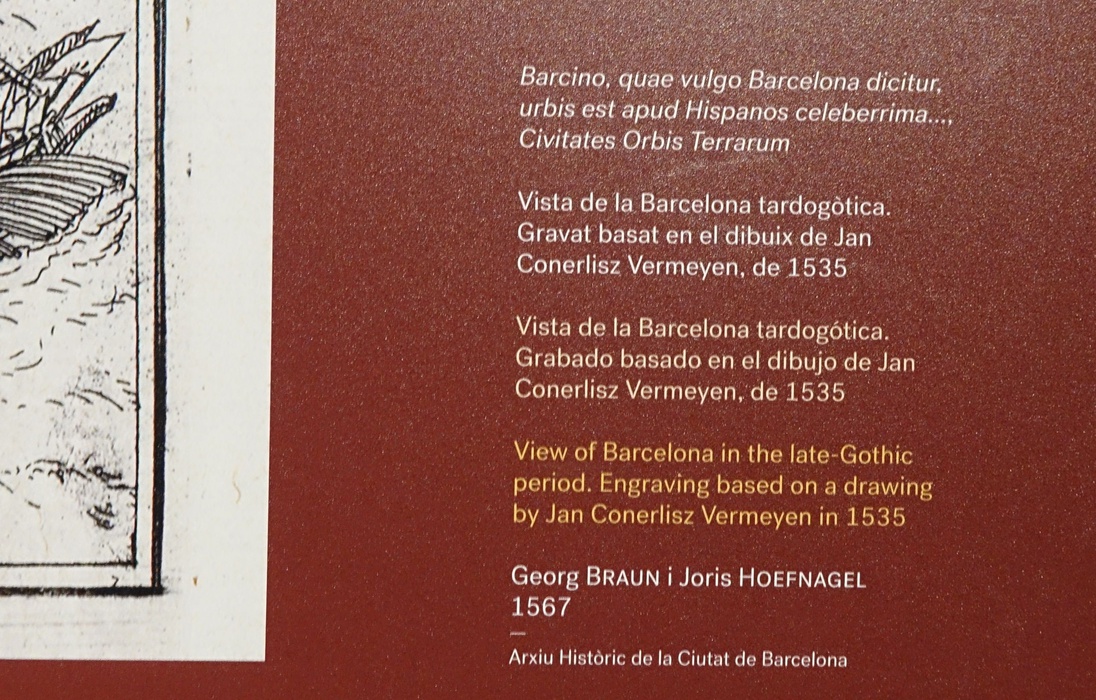 Barcino, quae vulgo Barcelona dicitur,
urbis est apud Hispanos celeberrima...,
Civitates Orbis Terrarum
Vista de la Barcelona tardogòtica.
Gravat basat en el dibuix de Jan
Conerlisz Vermeyen, de 1535
Vista de la Barcelona tardogótica.
Grabado basado en el dibujo de Jan
Conerlisz Vermeyen, de 1535
View of Barcelona in the late-Gothic
period. Engraving based on a drawing
by Jan Conerlisz Vermeyen in 1535
Georg BRAUN i Joris HOEFNAGEL
1567
Arxiu Històric de la Ciutat de Barcelona